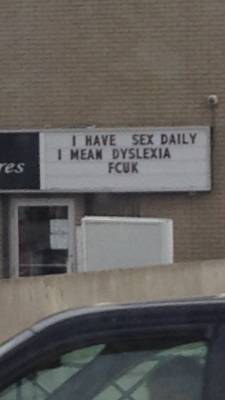 I HAVE SEX DAILY
I MEAN DYSLEXIA
FCUK
res